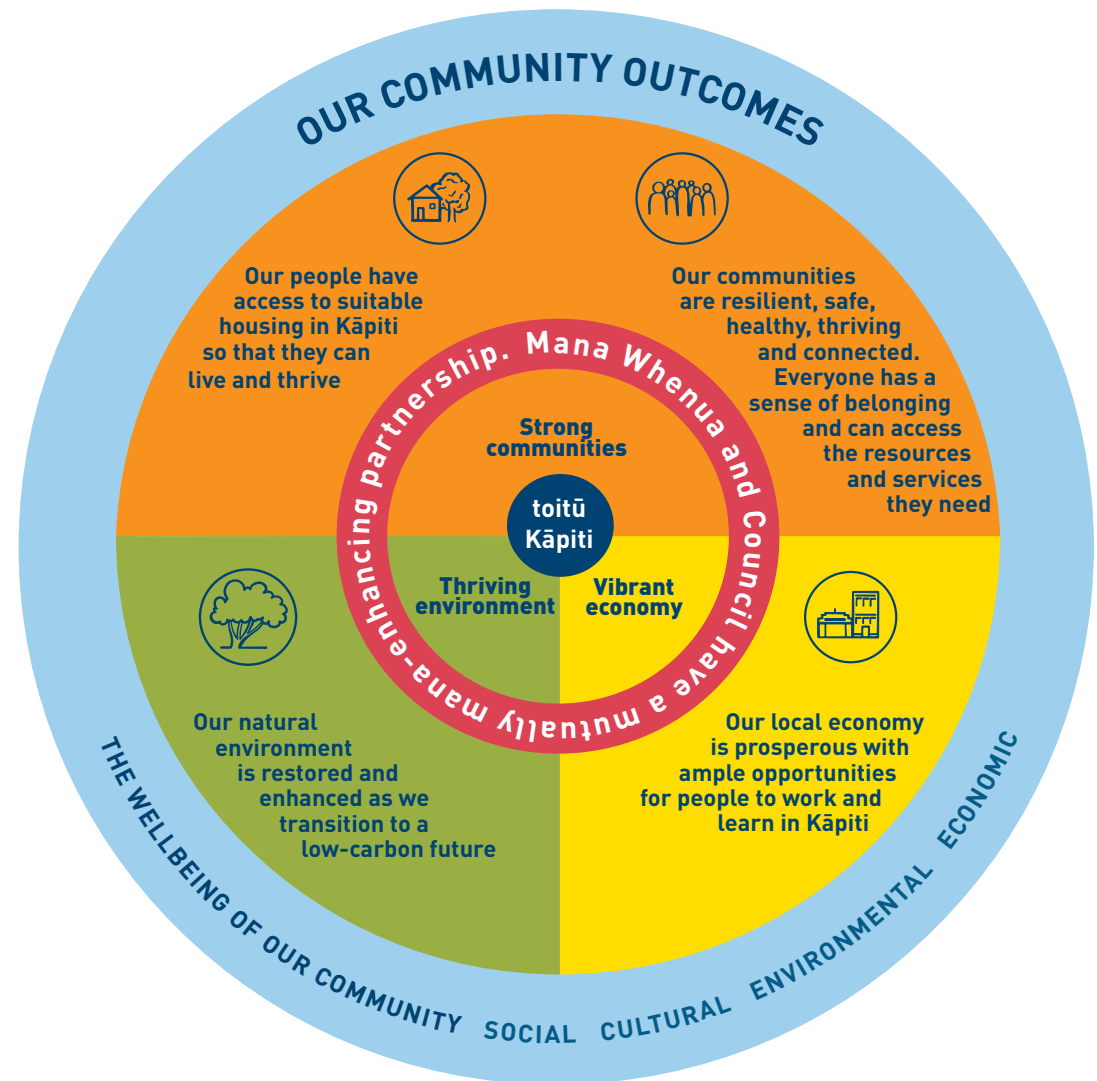 OUR COMMUNITY OUTCOMES
Our people have
access to suitable
housing in Kāpiti
so that they can
live and thrive
Our communities
are resilient, safe,
healthy, thriving
and connected.
Everyone has a
sense of belonging
and can access
the resources
and services
they need
Mana Whenua and Council have a mutually mana-enhancing partnership.
Strong
communities
toitū
Kāpiti
Thriving
environment
Vibrant
economy
Our natural
environment
is restored and
enhanced as we
transition to a
low-carbon future
Our local economy
is prosperous with
ample opportunities
for people to work and
learn in Kāpiti
THE WELLBEING OF OUR COMMUNITY SOCIAL CULTURAL ENVIRONMENTAL ECONOMIC